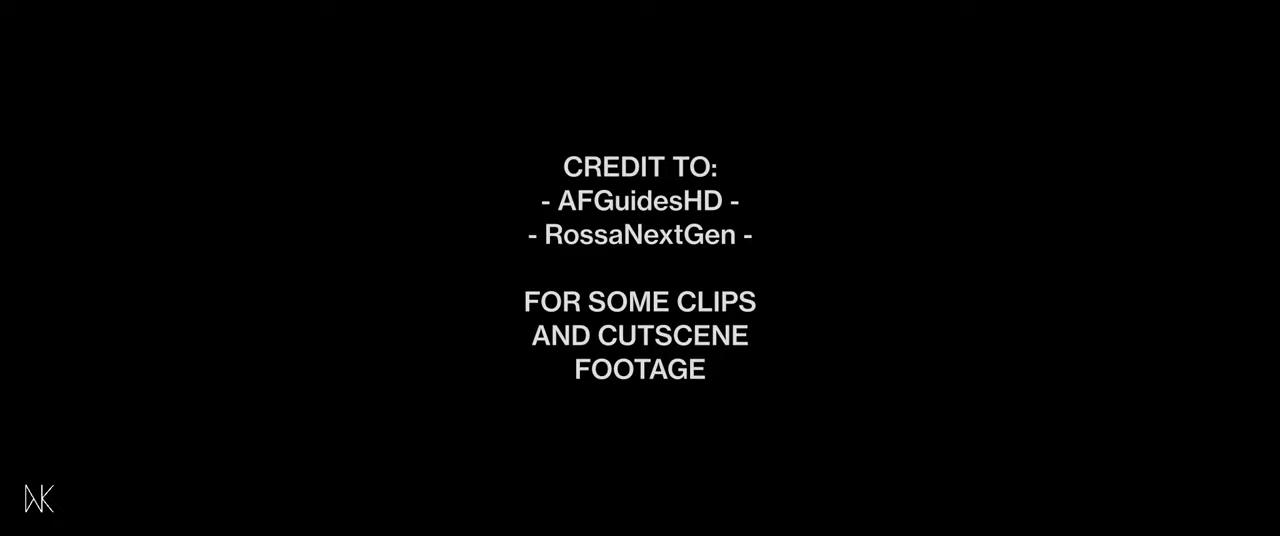 CREDIT TO:
- AFGuidesHD -
- RossaNextGen -
FOR SOME CLIPS
AND CUTSCENE
FOOTAGE